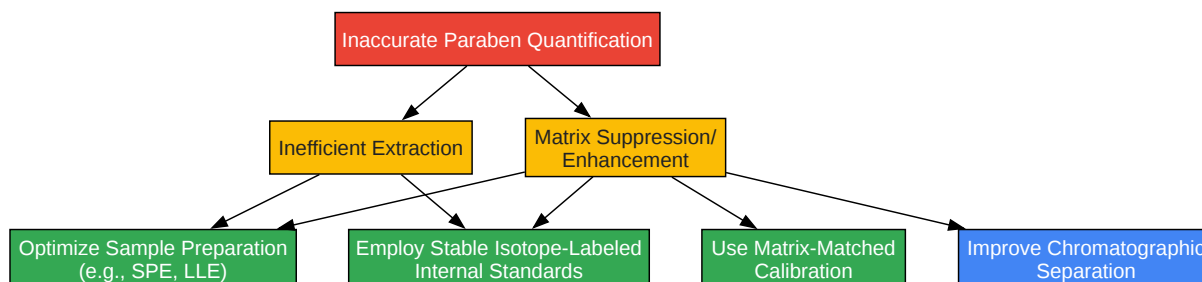 Inaccurate Paraben Quantification
Inefficient Extraction
Matrix Suppression/
Enhancement
Optimize Sample Preparation
(e.g., SPE, LLE)
Employ Stable Isotope-Labeled
Internal Standards
Use Matrix-Matched
Calibration
Improve Chromatographic
Separation